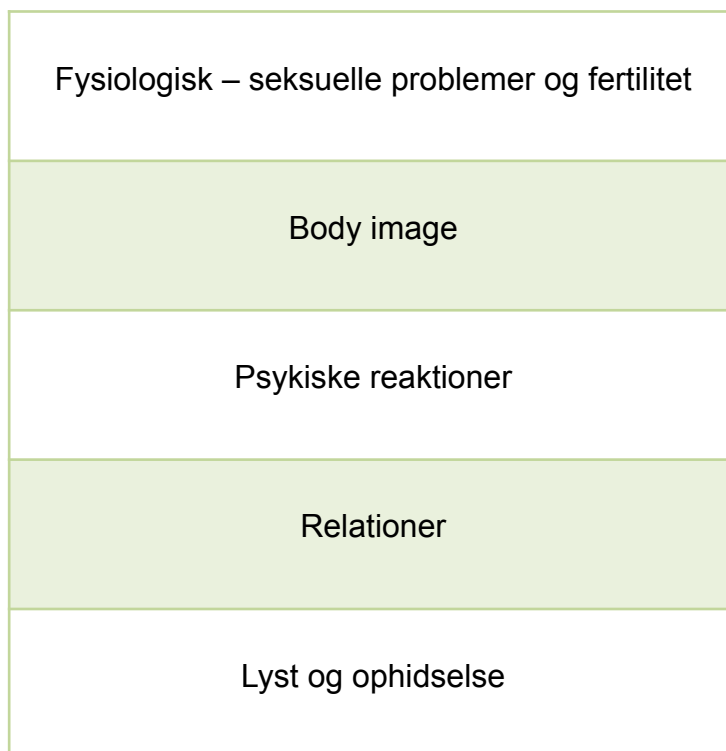 Fysiologisk – seksuelle problemer og fertilitet
Body image
Psykiske reaktioner
Relationer
Lyst og ophidselse